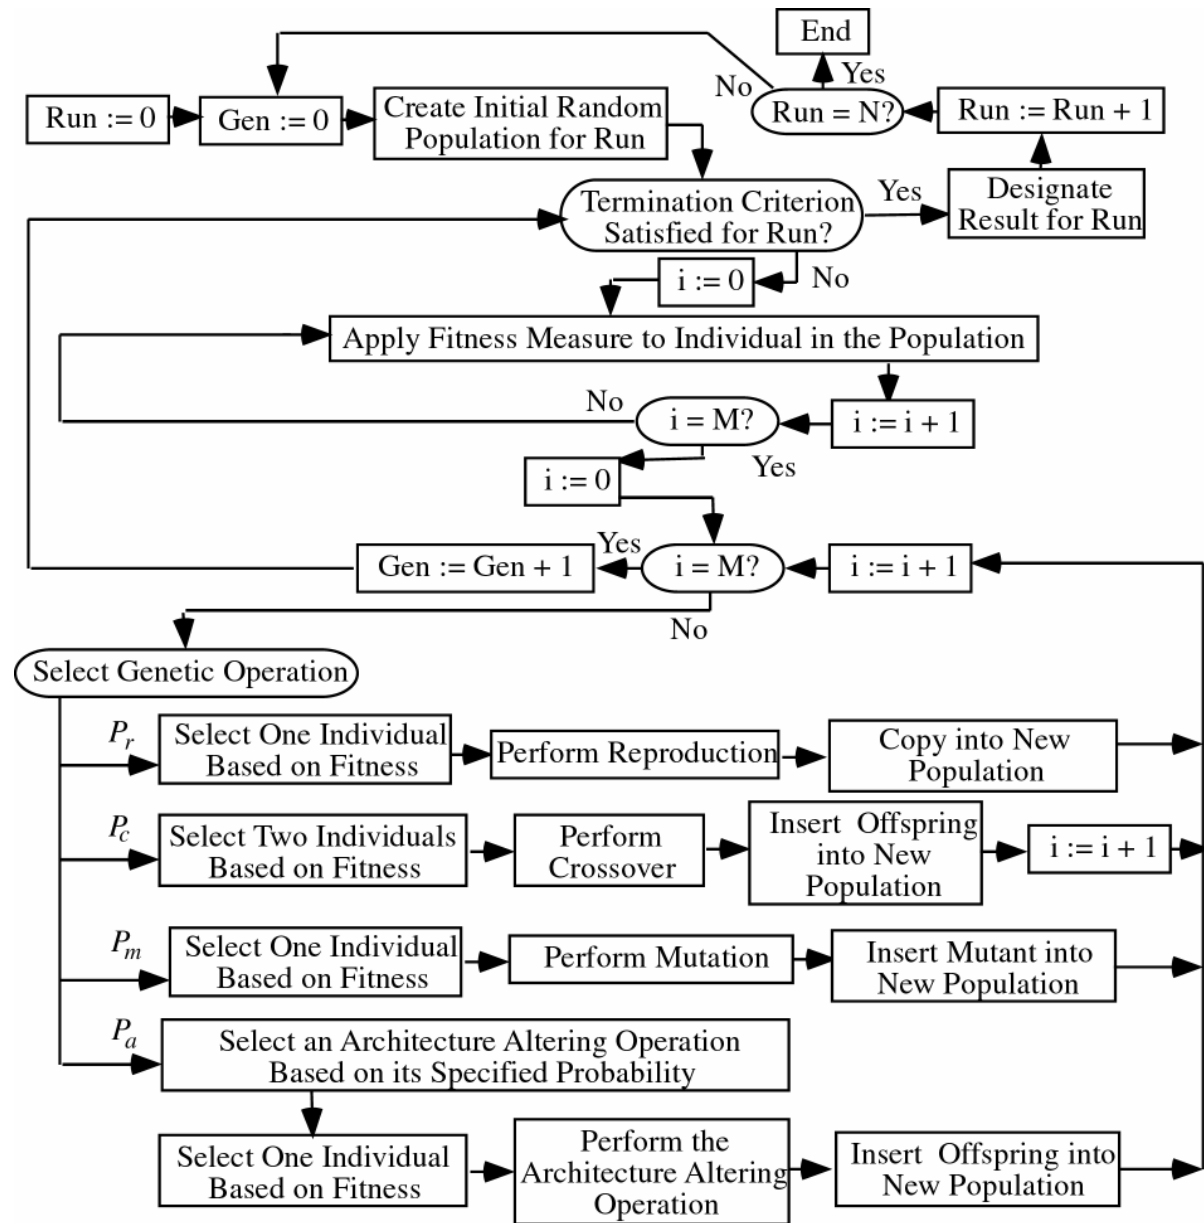 End
No
Yes
Run := 0
Gen := 0
Create Initial Random
Population for Run
Run = N?
Run := Run + 1
Termination Criterion
Satisfied for Run?
Yes
Designate
Result for Run
i := 0
No
Apply Fitness Measure to Individual in the Population
No
i = M?
i := i + 1
Yes
i := 0
Gen := Gen + 1
Yes
i = M?
i := i + 1
No
Select Genetic Operation
Pr
Select One Individual
Based on Fitness
Perform Reproduction
Copy into New
Population
Pc
Select Two Individuals
Based on Fitness
Perform
Crossover
Insert Offspring
into New
Population
i := i + 1
Pm
Select One Individual
Based on Fitness
Perform Mutation
Insert Mutant into
New Population
Pa
Select an Architecture Altering Operation
Based on its Specified Probability
Select One Individual
Based on Fitness
Perform the
Architecture Altering
Operation
Insert Offspring into
New Population